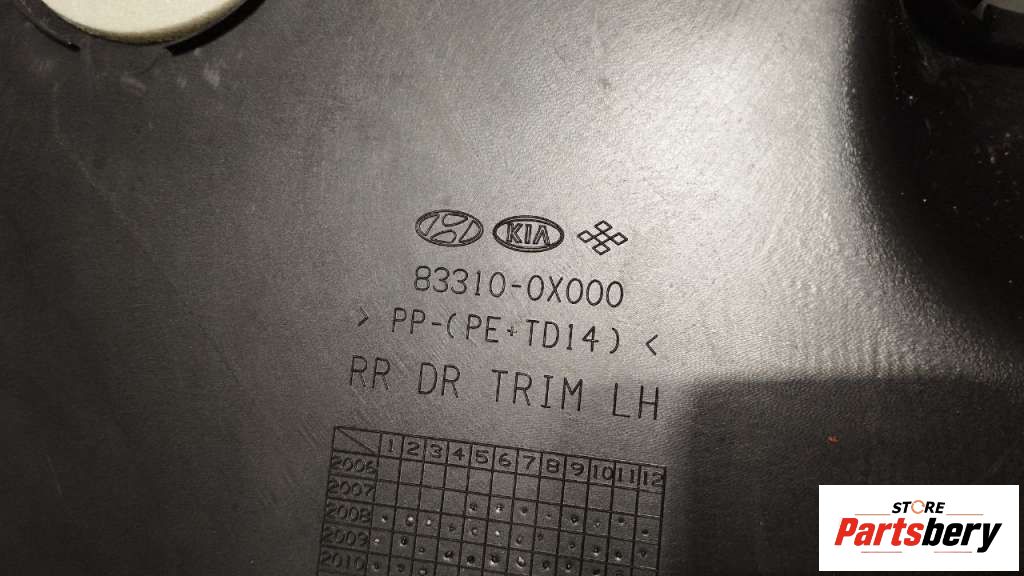 KIA
83310-0X000
> PP-(PE+TD14) <
RR DR TRIM LH
1 2 3 4 5 6 7 8 9 10 11 12
2006
2007
2008
2009
2010
STORE
Partsbery